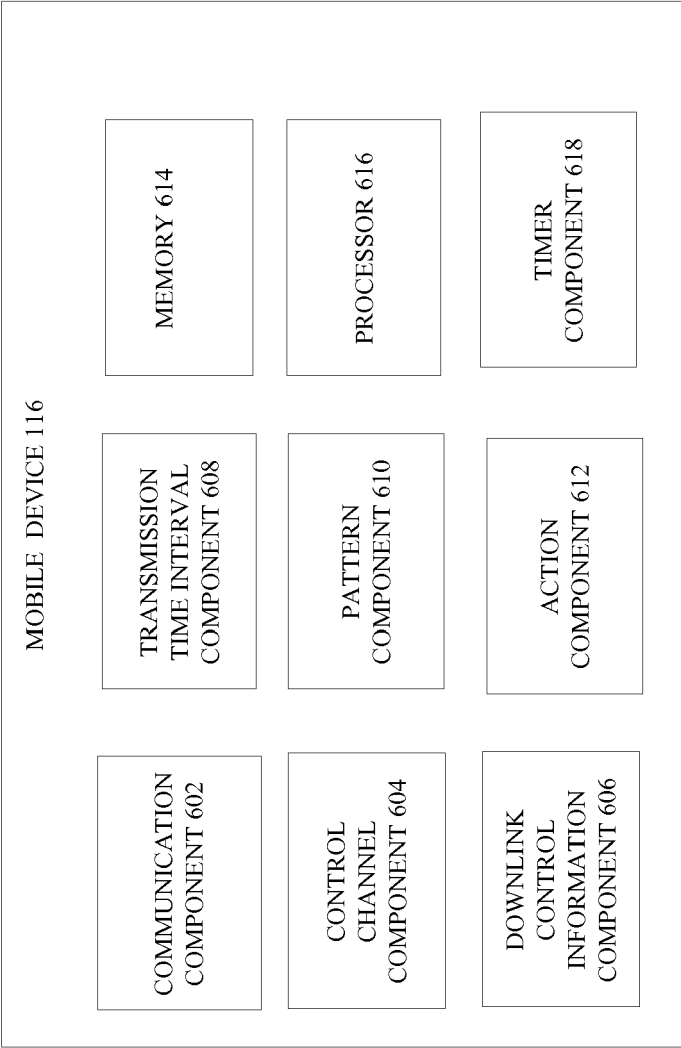 MOBILE DEVICE 116
COMMUNICATION
COMPONENT 602
TRANSMISSION
TIME INTERVAL
COMPONENT 608
MEMORY 614
CONTROL
CHANNEL
COMPONENT 604
PATTERN
COMPONENT 610
PROCESSOR 616
DOWNLINK
CONTROL
INFORMATION
COMPONENT 606
ACTION
COMPONENT 612
TIMER
COMPONENT 618